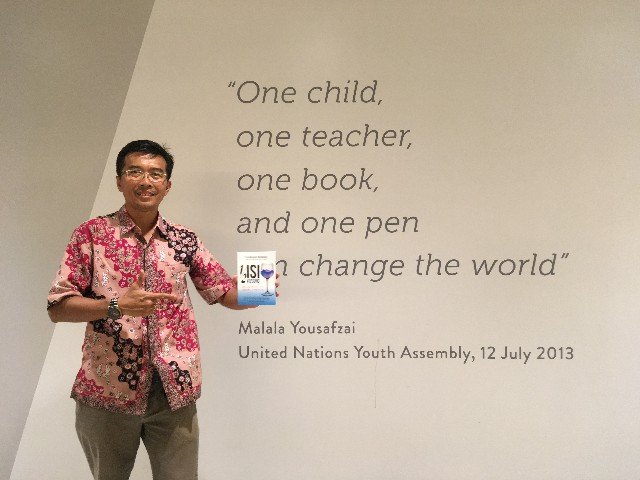 “One child,
one teacher,
one book,
and one pen
change the world”
Malala Yousafzai
United Nations Youth Assembly, 12 July 2013
ISI